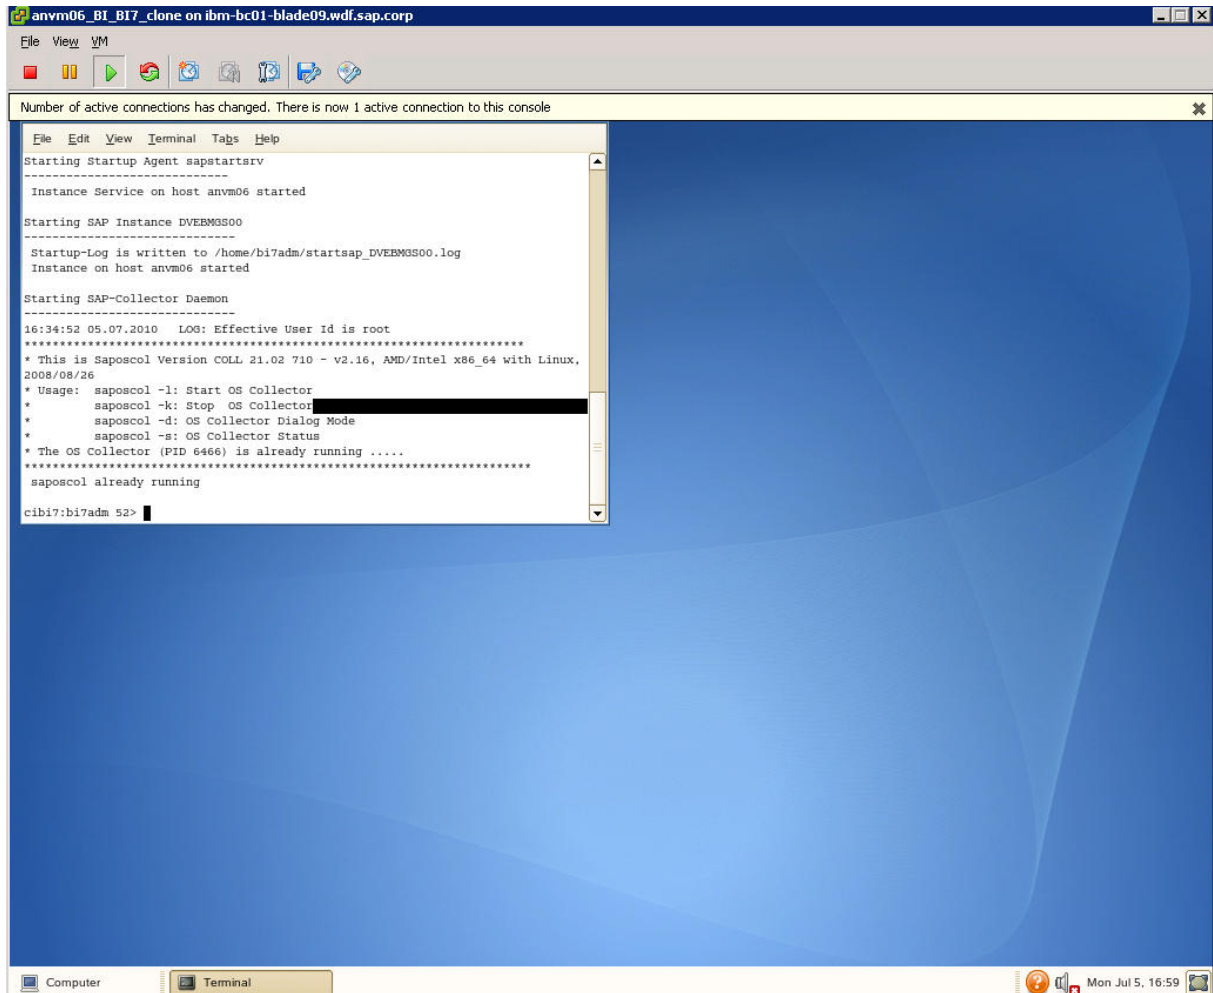 anvm06_BI_BI7_clone on ibm-bc01-blade09.wdf.sap.corp
File View VM
Number of active connections has changed. There is now 1 active connection to this console
File Edit View Terminal Tabs Help
Starting Startup Agent sapstartsrv
-----------------------------
Instance Service on host anvm06 started
Starting SAP Instance DVEBMGS00
------------------------------
Startup-Log is written to /home/bi7adm/startsap_DVEBMGS00.log
Instance on host anvm06 started
Starting SAP-Collector Daemon
------------------------------
16:34:52 05.07.2010   LOG: Effective User Id is root
***********************************************************************
* This is Saposcol Version COLL 21.02 710 - v2.16, AMD/Intel x86_64 with Linux,
2008/08/26
* Usage:  saposcol -l: Start OS Collector
*         saposcol -k: Stop  OS Collector
*         saposcol -d: OS Collector Dialog Mode
*         saposcol -s: OS Collector Status
* The OS Collector (PID 6466) is already running .....
************************************************************************
saposcol already running
cibi7:bi7adm 52>
Computer Terminal Mon Jul 5, 16:59